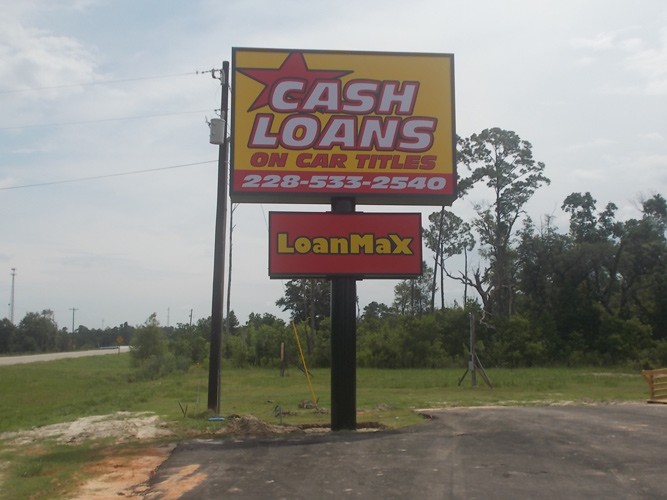 CASH
LOANS
ON CAR TITLES
228-533-2540
LoanMax